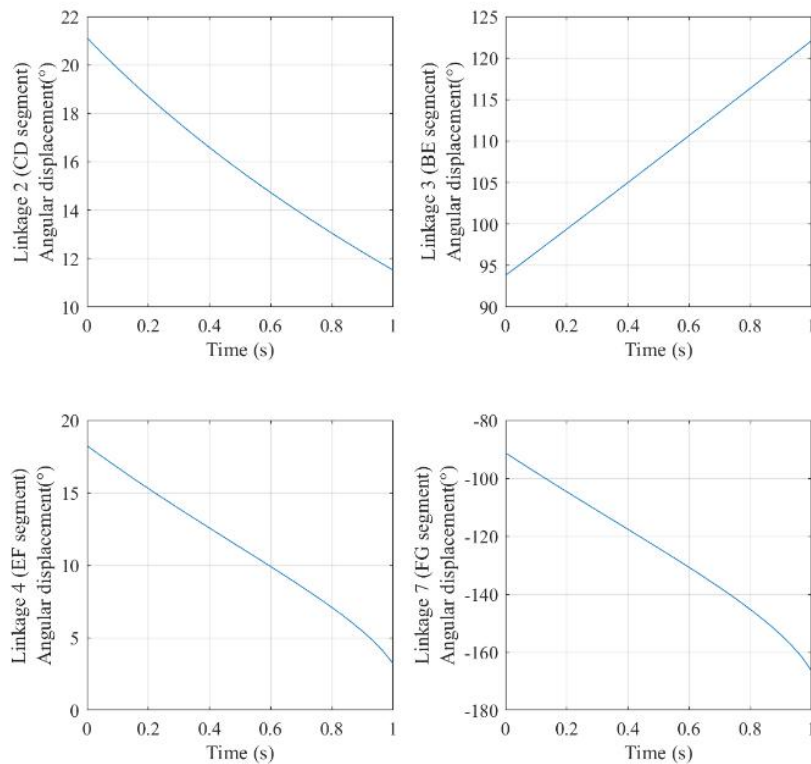 Linkage 2 (CD segment)
Angular displacement(°)
22
20
18
16
14
12
10
0 0.2 0.4 0.6 0.8 1
Time (s)
Linkage 3 (BE segment)
Angular displacement(°)
125
120
115
110
105
100
95
90
0 0.2 0.4 0.6 0.8 1
Time (s)
Linkage 4 (EF segment)
Angular displacement(°)
20
15
10
5
0
0 0.2 0.4 0.6 0.8 1
Time (s)
Linkage 7 (FG segment)
Angular displacement(°)
-80
-100
-120
-140
-160
-180
0 0.2 0.4 0.6 0.8 1
Time (s)